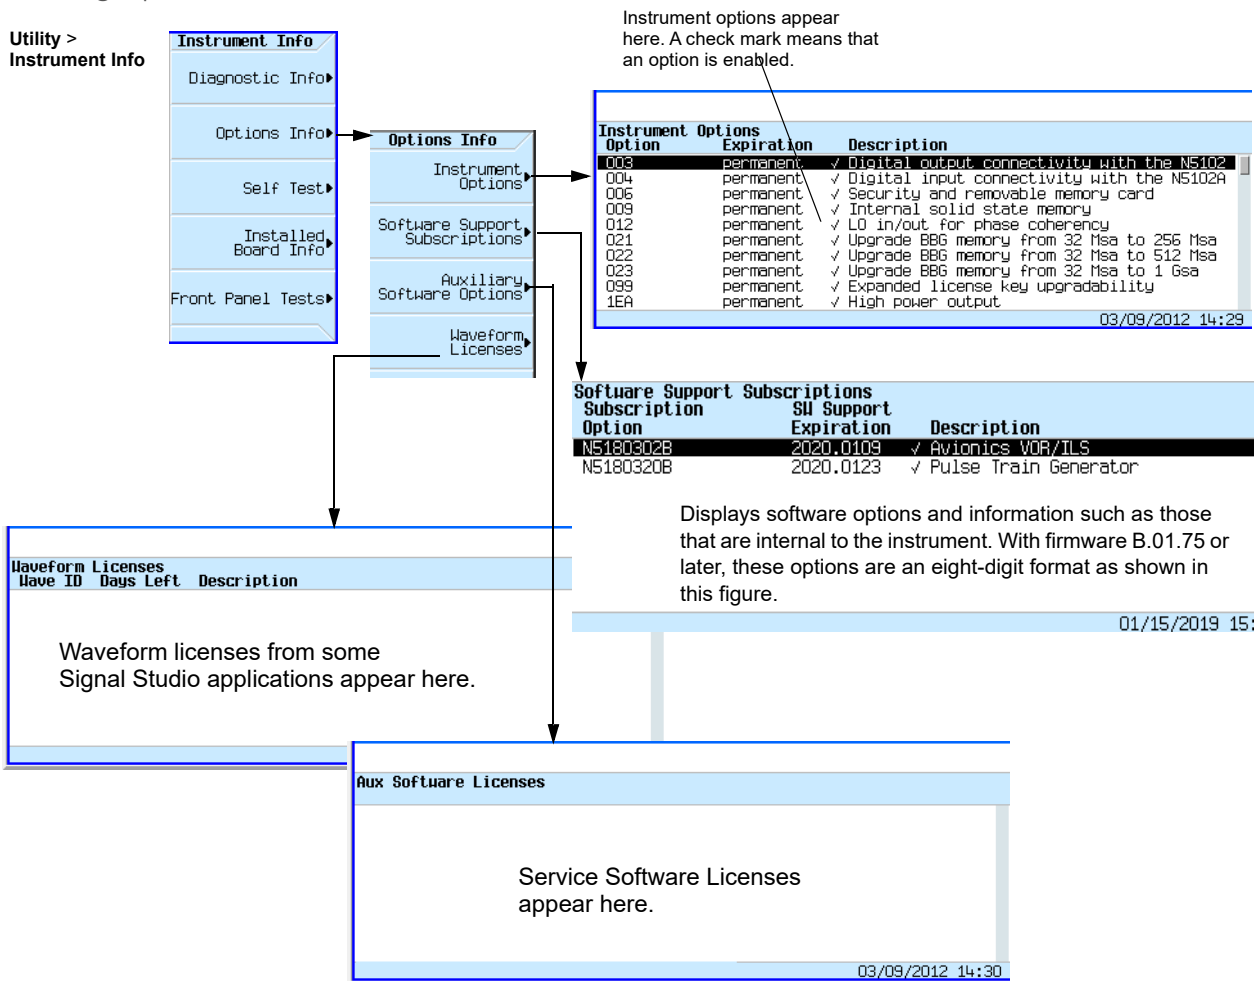 Instrument options appear
here. A check mark means that
an option is enabled.
Utility >
Instrument Info
Instrument Info
Diagnostic Info
Options Info
Self Test
Installed
Board Info
Front Panel Tests
Options Info
Instrument
Options
Software Support
Subscriptions
Auxiliary
Software Options
Waveform
Licenses
Instrument Options
Option Expiration Description
003 permanent ✓ Digital output connectivity with the N5102
004 permanent ✓ Digital input connectivity with the N5102A
006 permanent ✓ Security and removable memory card
009 permanent ✓ Internal solid state memory
012 permanent ✓ LO in/out for phase coherency
021 permanent ✓ Upgrade BBG memory from 32 Msa to 256 Msa
022 permanent ✓ Upgrade BBG memory from 32 Msa to 512 Msa
023 permanent ✓ Upgrade BBG memory from 32 Msa to 1 Gsa
099 permanent ✓ Expanded license key upgradability
1EA permanent ✓ High power output
03/09/2012 14:29
Software Support Subscriptions
Subscription SW Support
Option Expiration Description
N5180302B 2020.0109 ✓ Avionics VOR/ILS
N5180320B 2020.0123 ✓ Pulse Train Generator
Displays software options and information such as those
that are internal to the instrument. With firmware B.01.75 or
later, these options are an eight-digit format as shown in
this figure.
01/15/2019 15:
Waveform Licenses
Wave ID Days Left Description
Waveform licenses from some
Signal Studio applications appear here.
Aux Software Licenses
Service Software Licenses
appear here.
03/09/2012 14:30